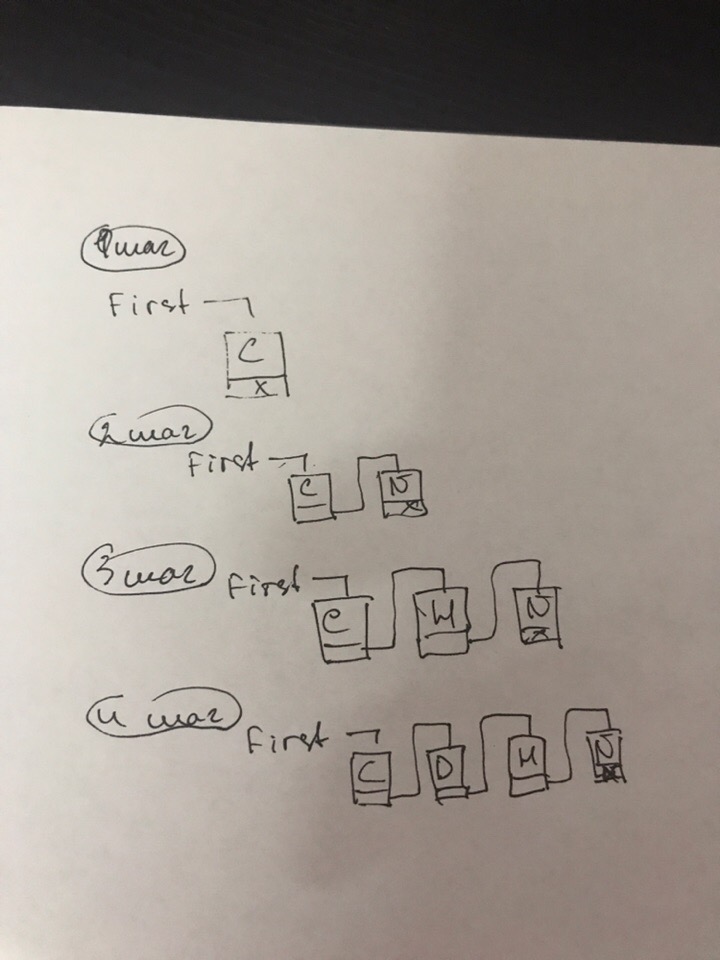 1 шаг
First
C
X
2 шаг
First
C N
X
3 шаг
First
C H N
X
4 шаг
First
C D H N